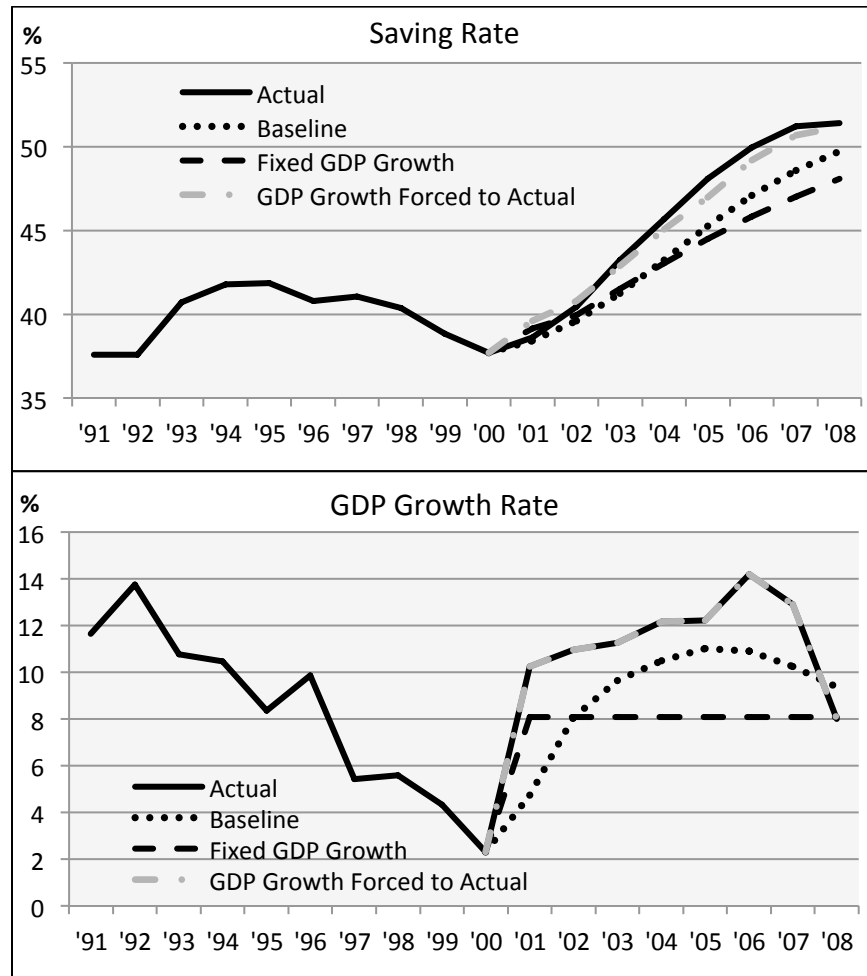 %
Saving Rate
55
Actual
Baseline
50
Fixed GDP Growth
GDP Growth Forced to Actual
45
40
35
'91 '92 '93 '94 '95 '96 '97 '98 '99 '00 '01 '02 '03 '04 '05 '06 '07 '08
%
GDP Growth Rate
16
14
12
10
8
6
Actual
4
Baseline
Fixed GDP Growth
2
GDP Growth Forced to Actual
0
'91 '92 '93 '94 '95 '96 '97 '98 '99 '00 '01 '02 '03 '04 '05 '06 '07 '08